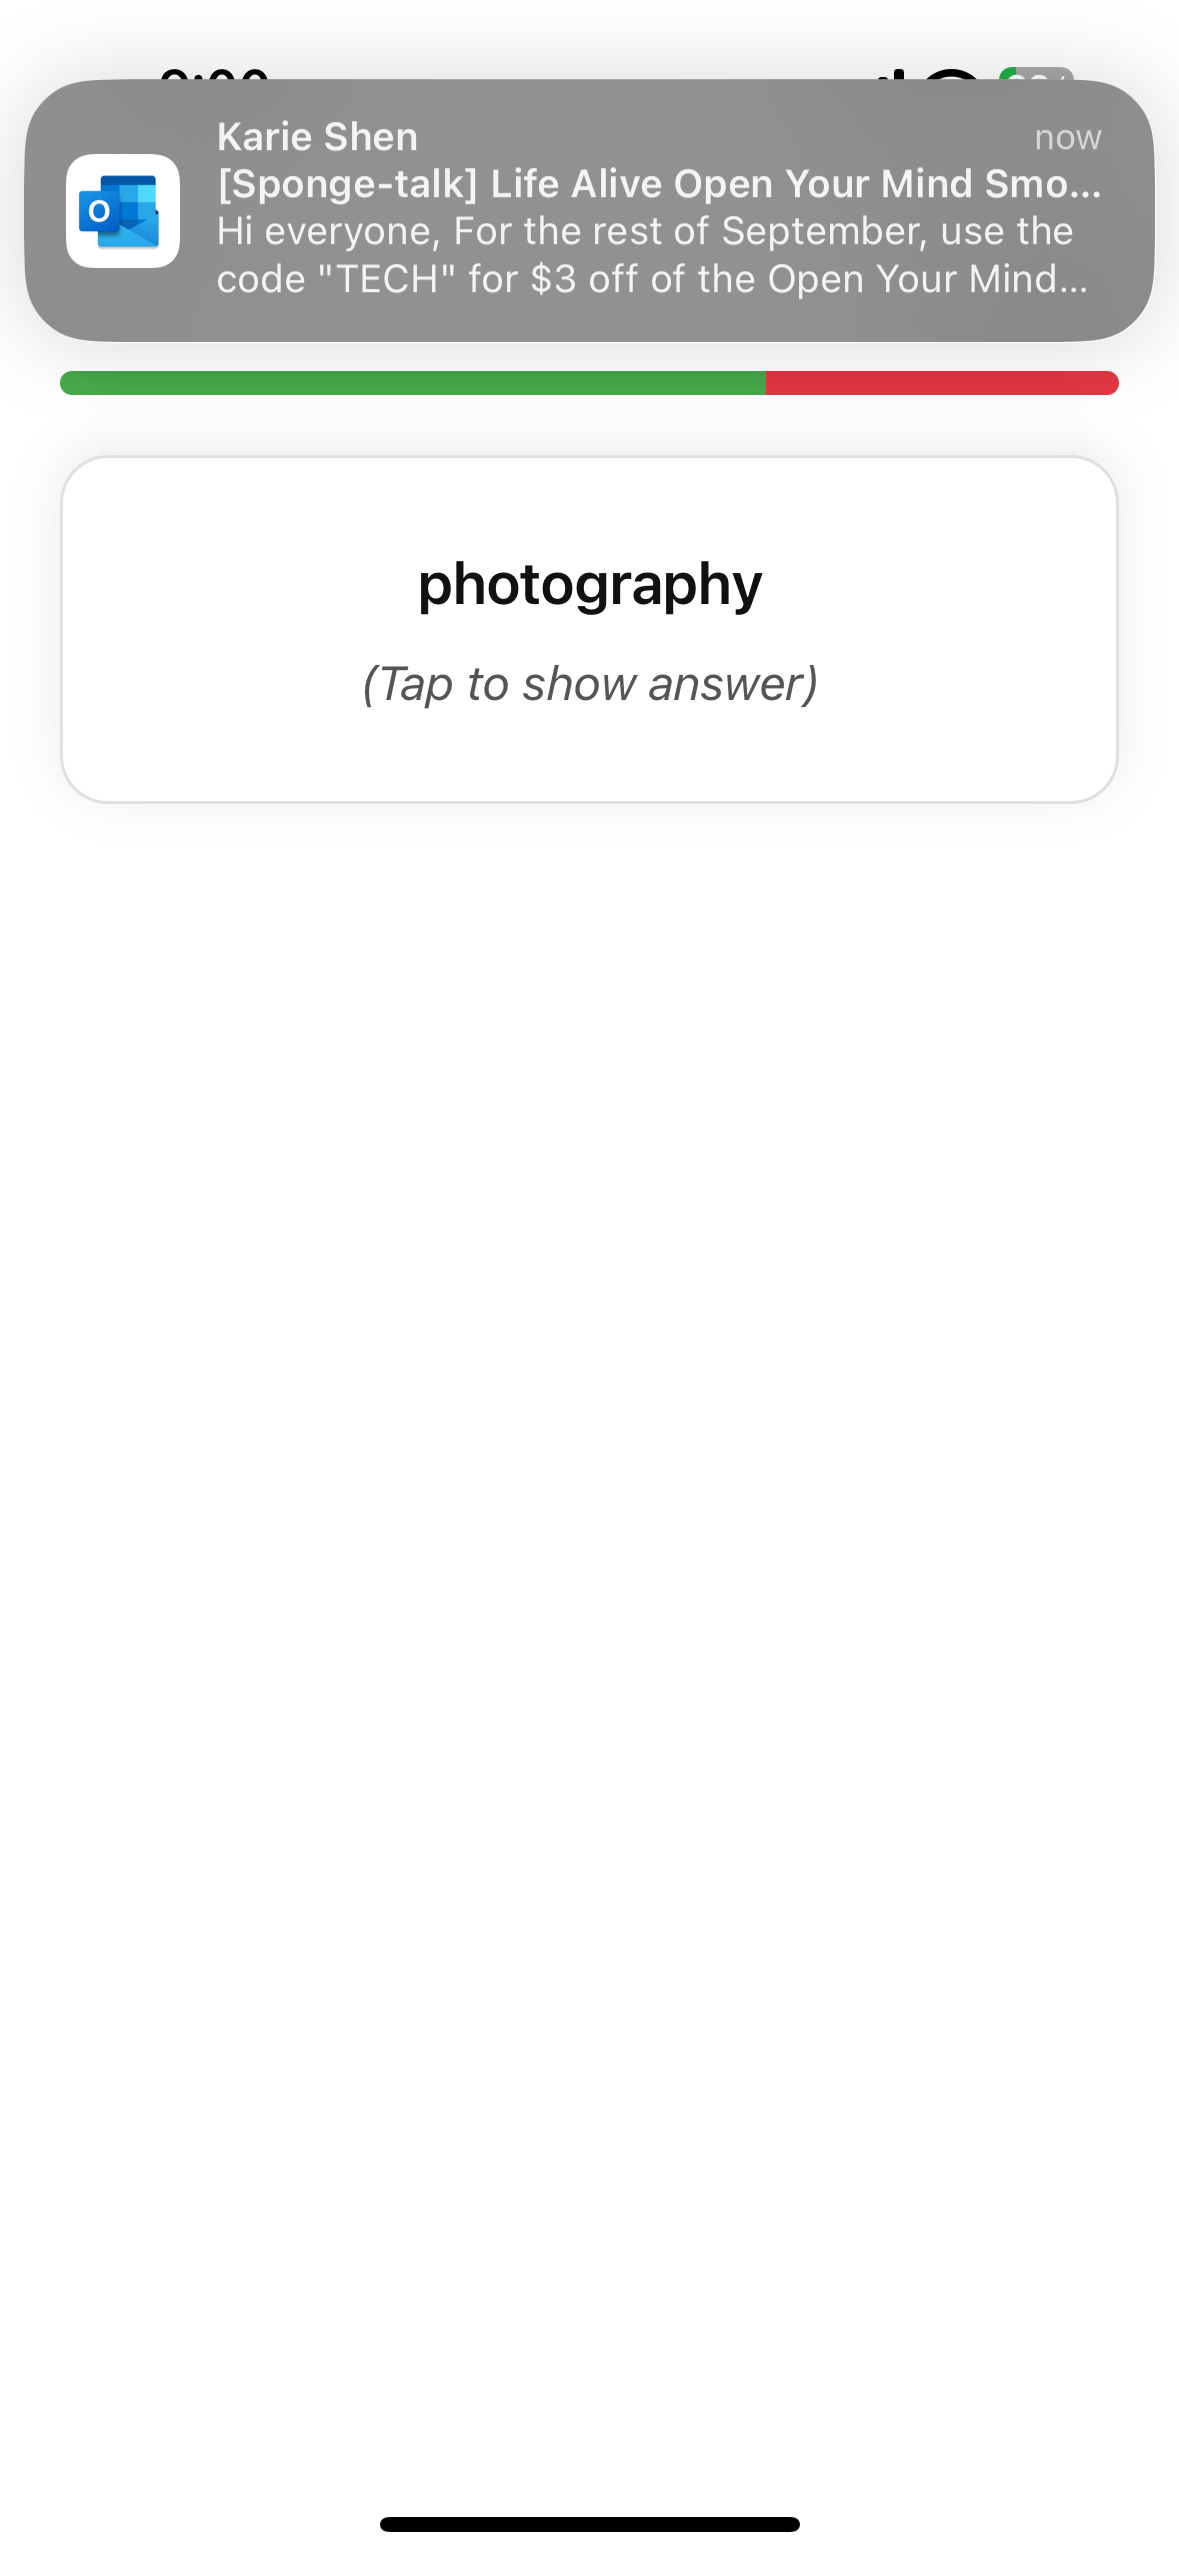 Karie Shen
now
[Sponge-talk] Life Alive Open Your Mind Smo...
Hi everyone, For the rest of September, use the
code "TECH" for $3 off of the Open Your Mind...
O
photography
(Tap to show answer)